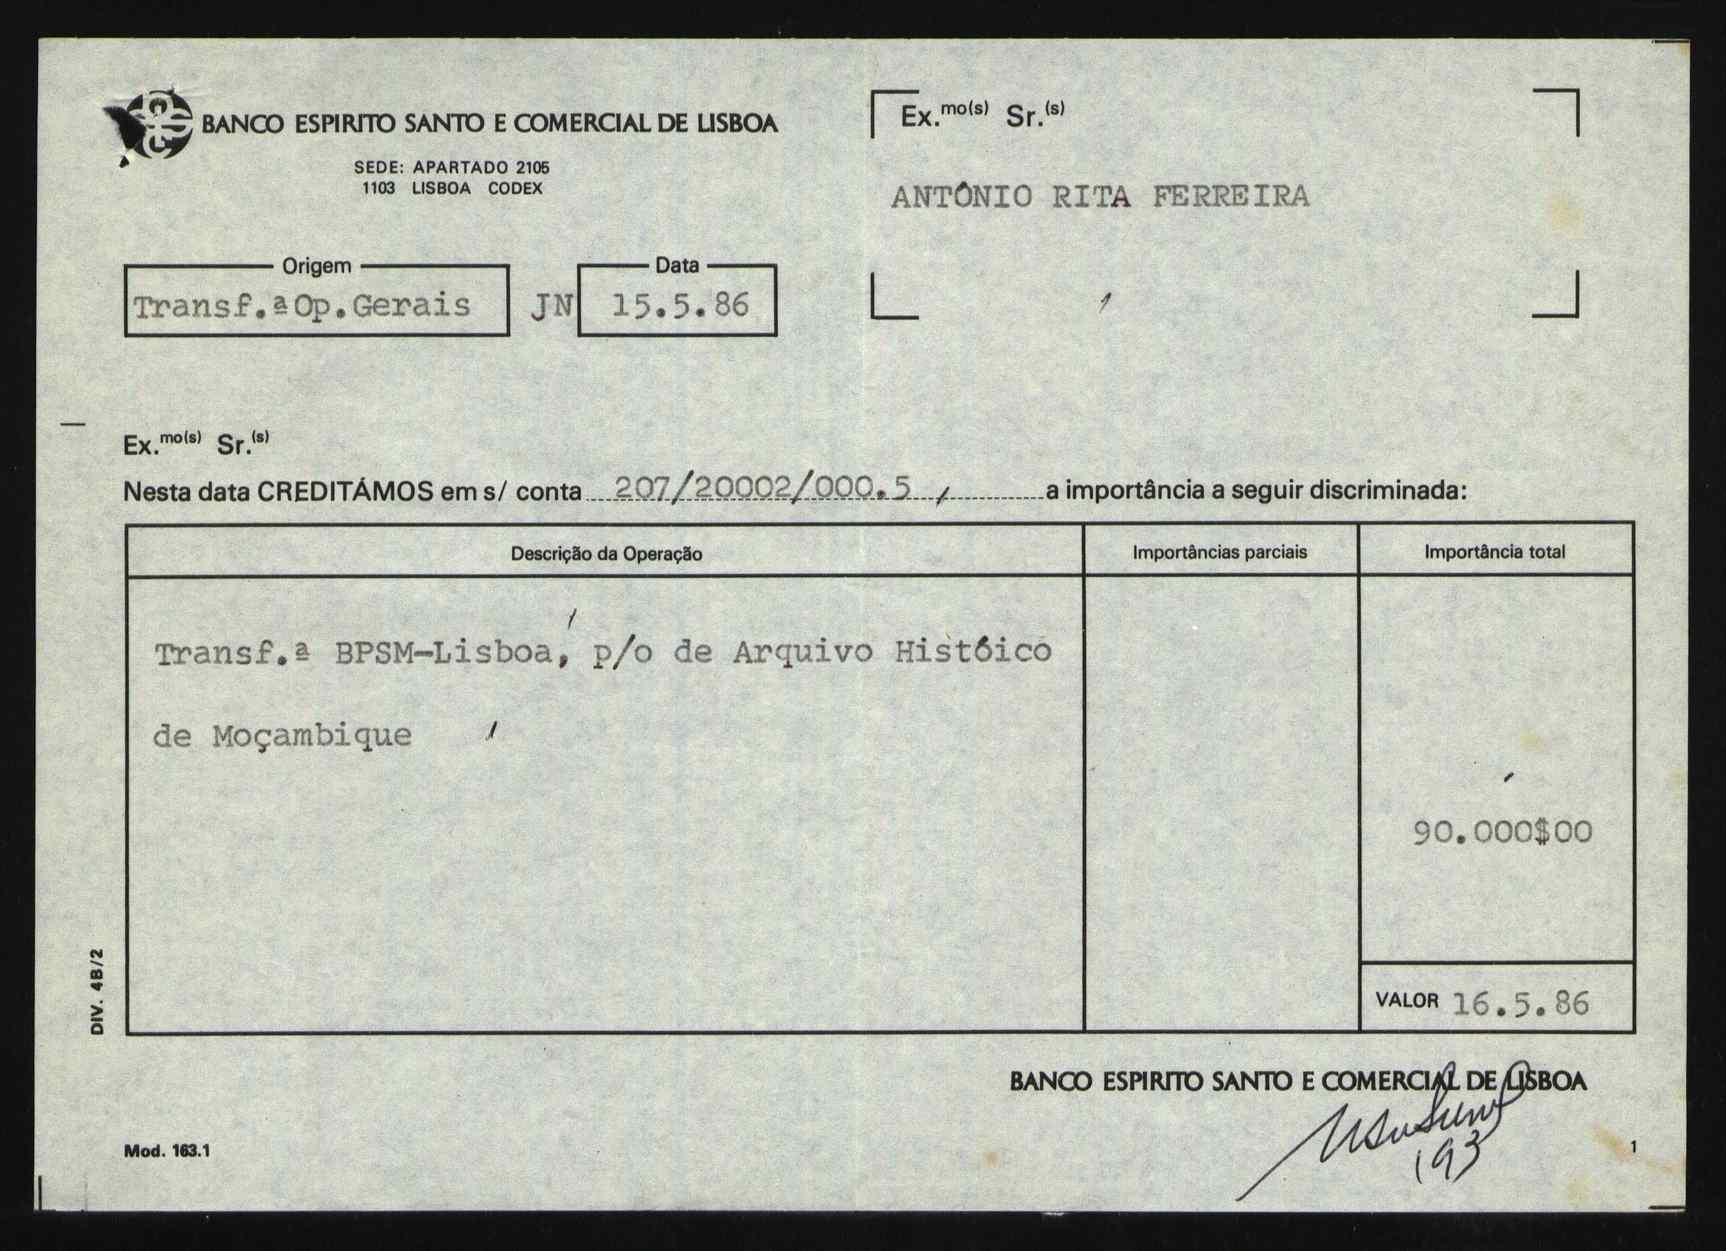 BANCO ESPIRITO SANTO E COMERCIAL DE LISBOA
SEDE: APARTADO 2105
1103 LISBOA CODEX
Ex.mo(s) Sr.(s)
ANTÓNIO RITA FERREIRA
Origem
Transf.ªOp.Gerais
JN
Data
15.5.86
Ex.mo(s) Sr.(s)
Nesta data CREDITÁMOS em s/ conta 207/20002/000.5 a importância a seguir discriminada:
Descrição da Operação
Importâncias parciais
Importância total
Transf.ª BPSM-Lisboa, p/o de Arquivo Históico
de Moçambique
90.000$00
VALOR 16.5.86
DIV. 4B/2
BANCO ESPIRITO SANTO E COMERCIAL DE LISBOA
193
Mod. 163.1
1